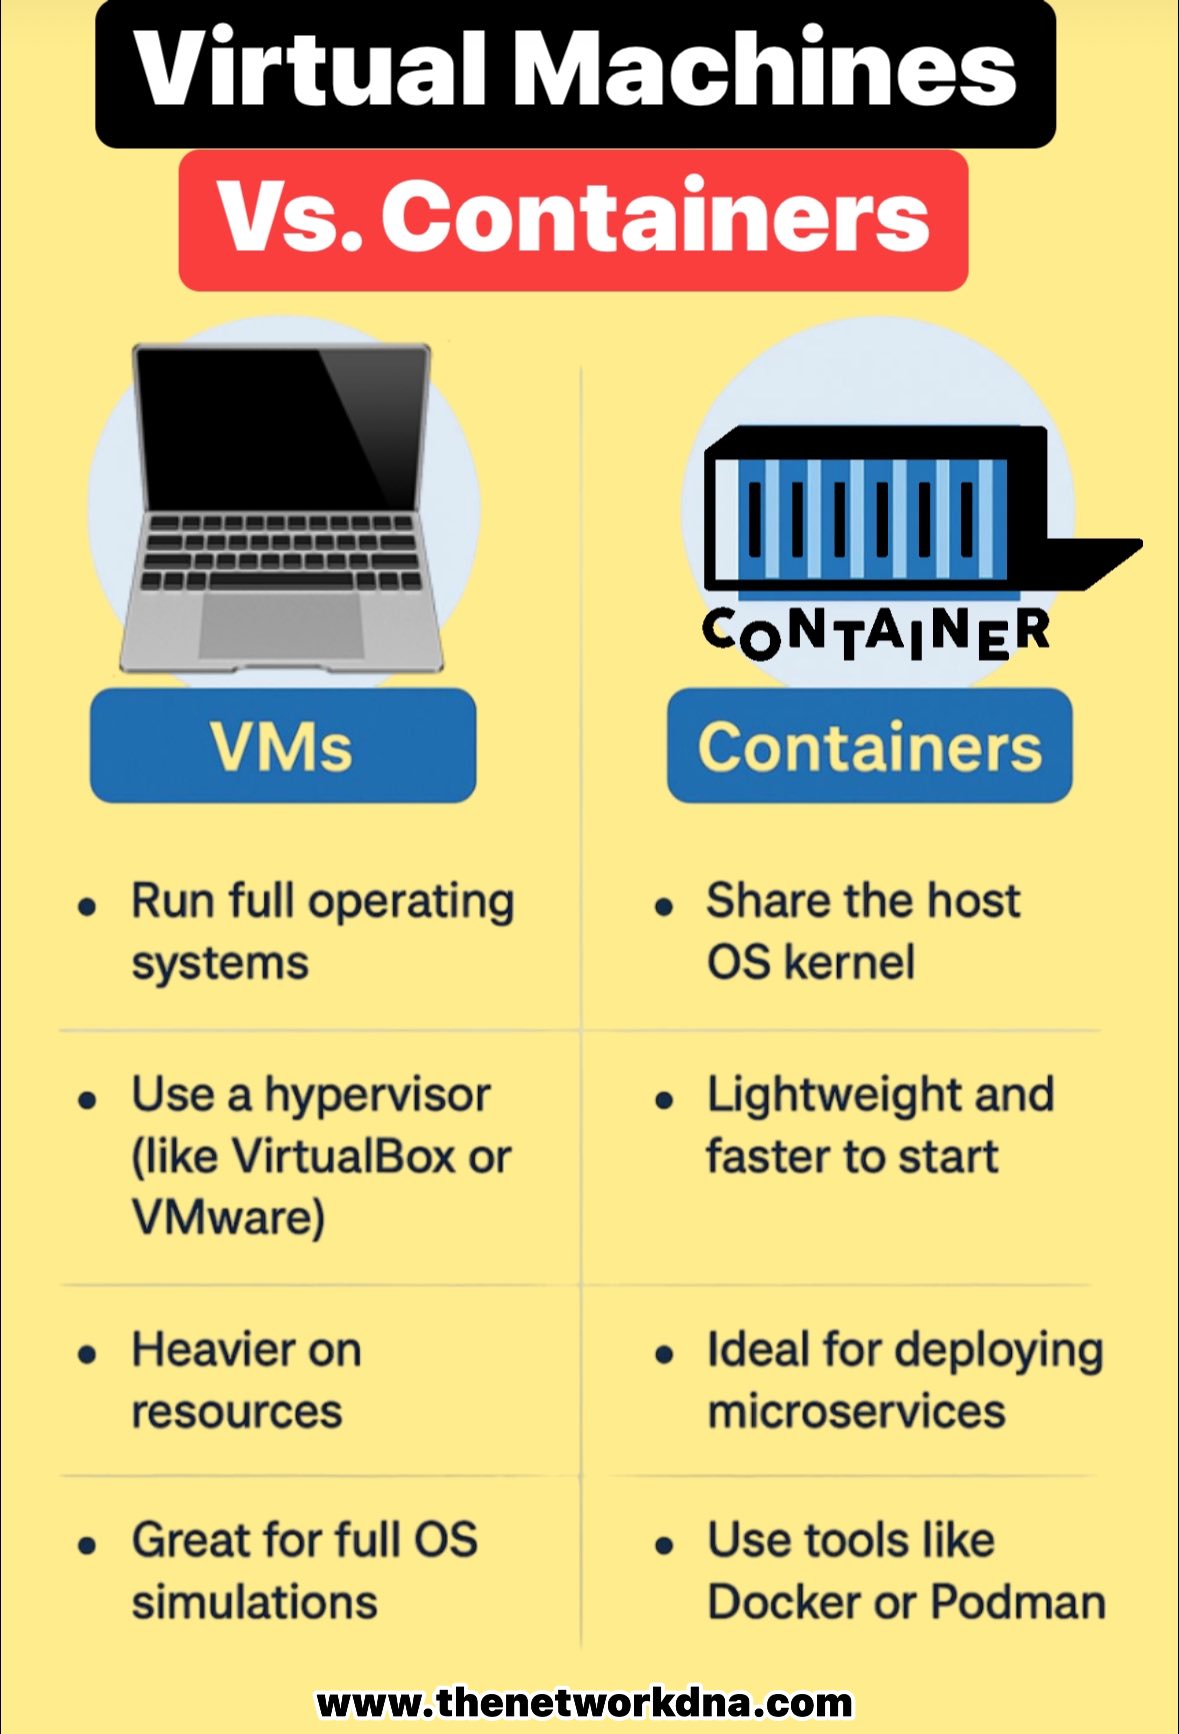 Virtual Machines
Vs. Containers
CONTAINER
VMs
Containers
• Run full operating
systems
• Share the host
OS kernel
• Use a hypervisor
(like VirtualBox or
VMware)
• Lightweight and
faster to start
• Heavier on
resources
• Ideal for deploying
microservices
• Great for full OS
simulations
• Use tools like
Docker or Podman
www.thenetworkdna.com